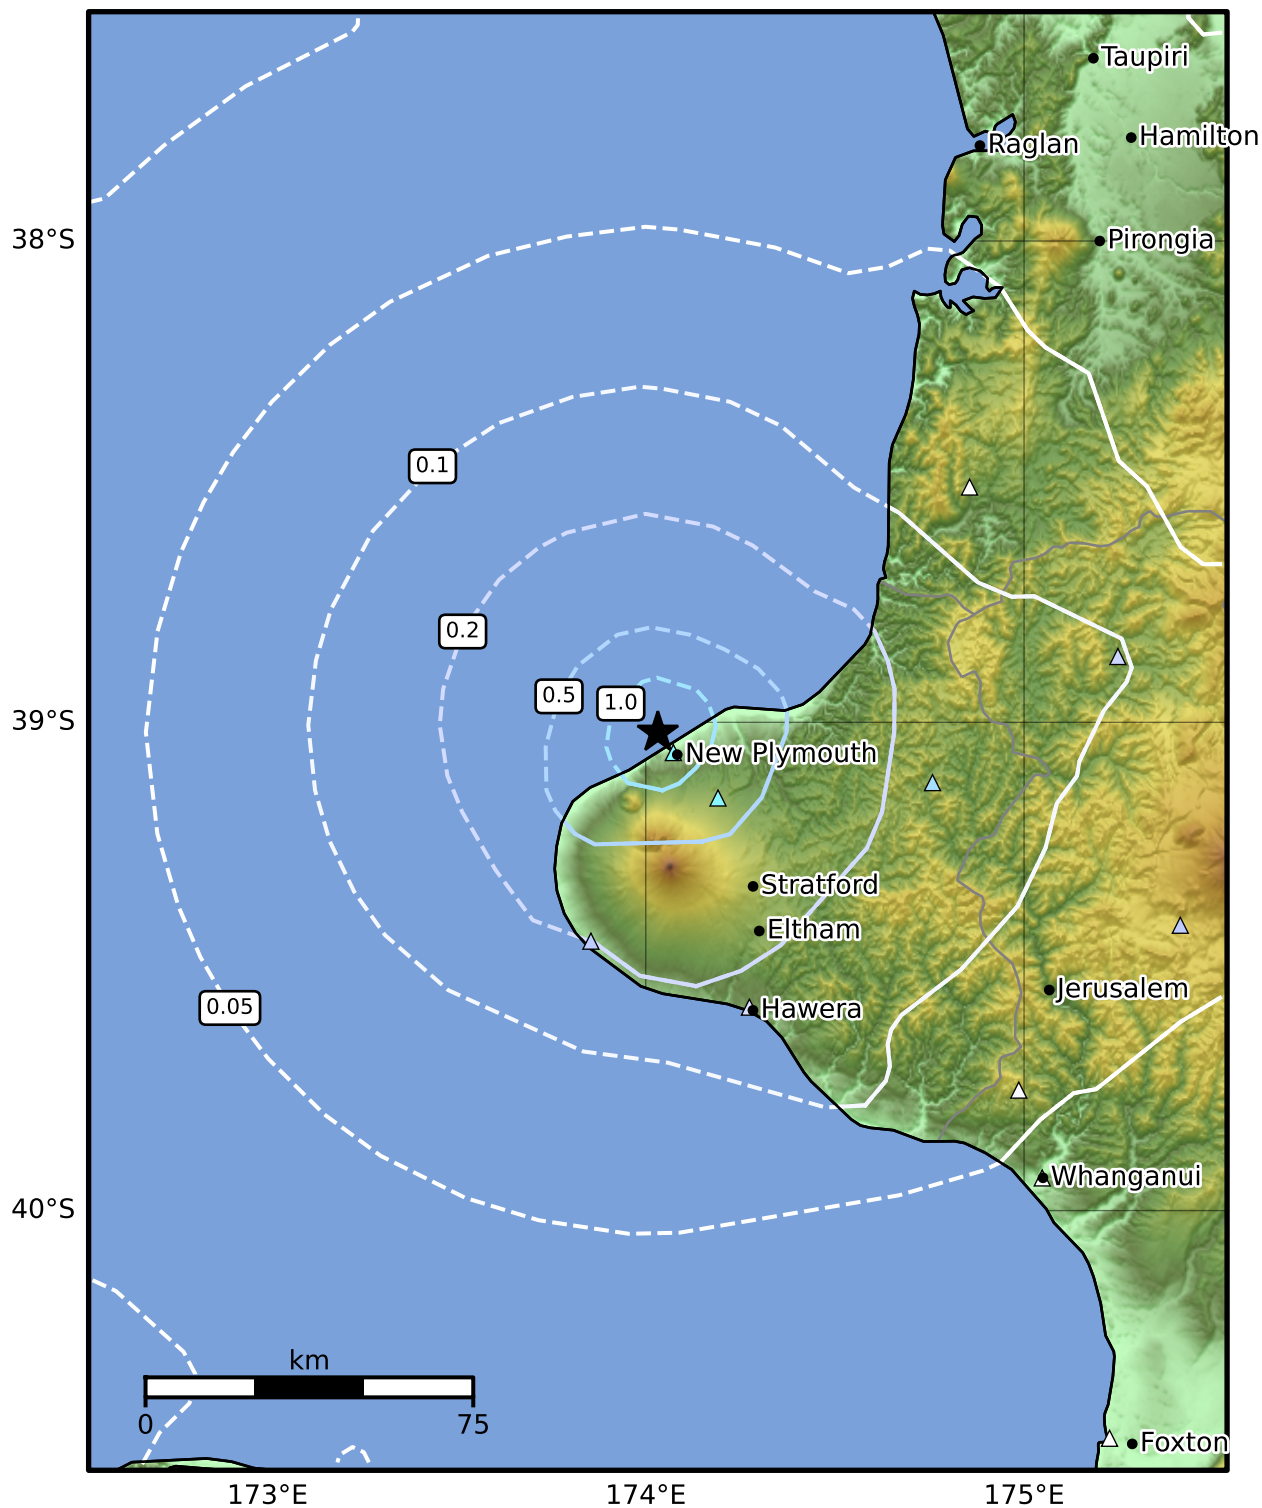 Taupiri
Hamilton
Raglan
38°S
Pirongia
0.1
0.2
0.5
1.0
39°S
New Plymouth
Stratford
Eltham
Jerusalem
0.05
Hawera
Whanganui
40°S
km
0
75
Foxton
173°E
174°E
175°E